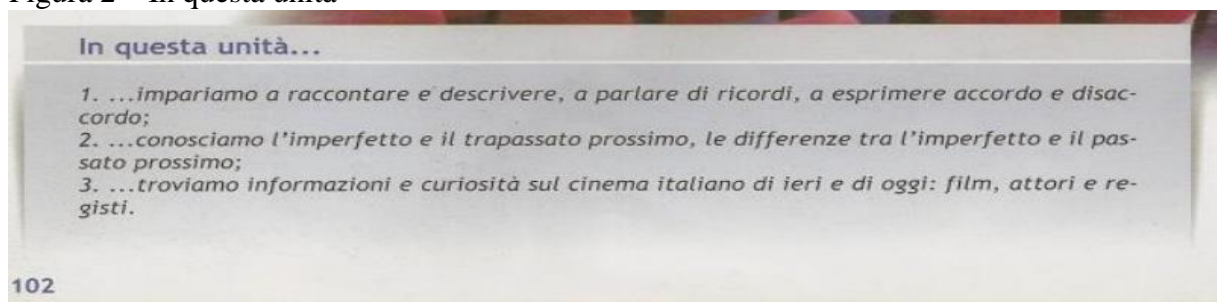 Figura 2 – In questa unità
In questa unità...
1. ...impariamo a raccontare e descrivere, a parlare di ricordi, a esprimere accordo e disac-
cordo;
2. ...conosciamo l'imperfetto e il trapassato prossimo, le differenze tra l'imperfetto e il pas-
sato prossimo;
3. ...troviamo informazioni e curiosità sul cinema italiano di ieri e di oggi: film, attori e re-
gisti.
102